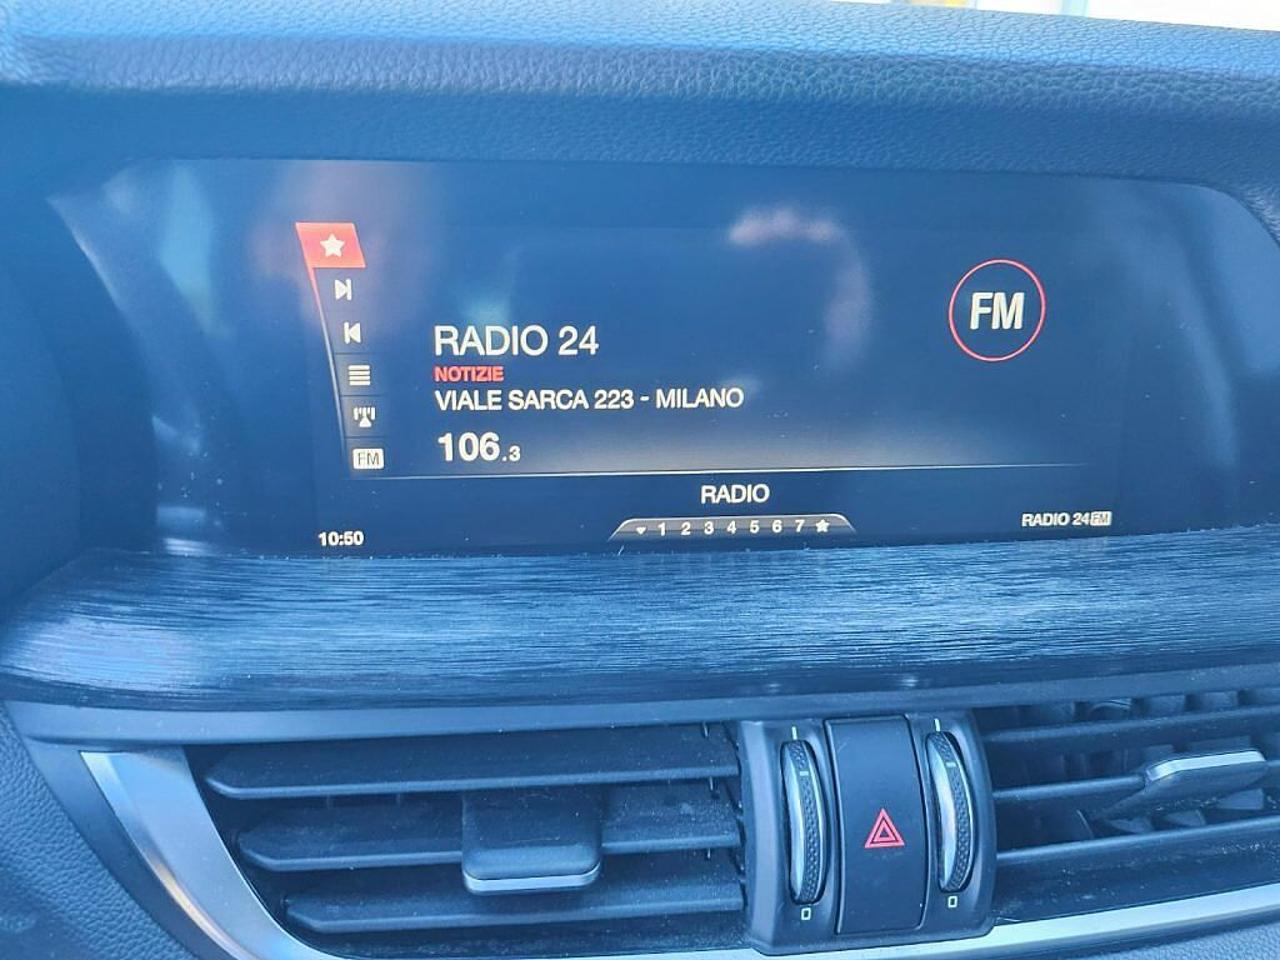 FM
RADIO 24
NOTIZIE
VIALE SARCA 223 - MILANO
106.3
FM
RADIO
1 2 3 4 5 6 7
10:50
RADIO 24 FM
0
0